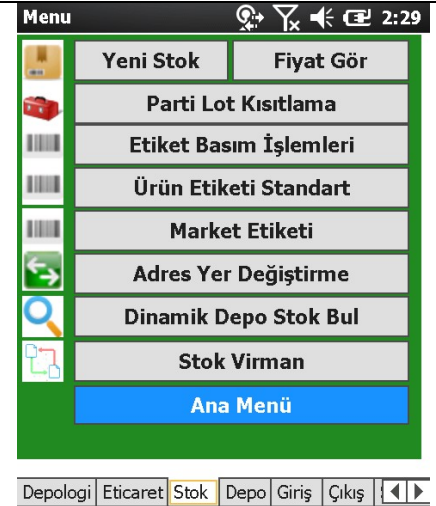 Menu 2:29
Yeni Stok Fiyat Gör
Parti Lot Kısıtlama
Etiket Basım İşlemleri
Ürün Etiketi Standart
Market Etiketi
Adres Yer Değiştirme
Dinamik Depo Stok Bul
Stok Virman
Ana Menü
Depologi Eticaret Stok Depo Giriş Çıkış